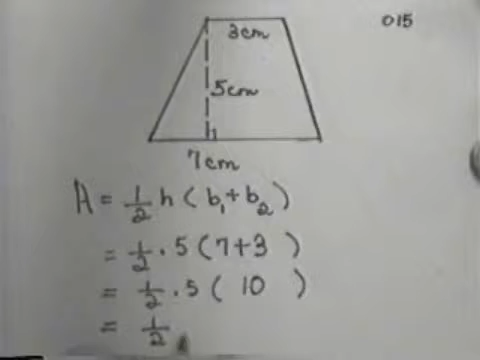 015
3cm
5cm
7cm
A = 1/2 h ( b₁ + b₂ )
= 1/2 . 5 ( 7+3 )
= 1/2 . 5 ( 10 )
= 1/2